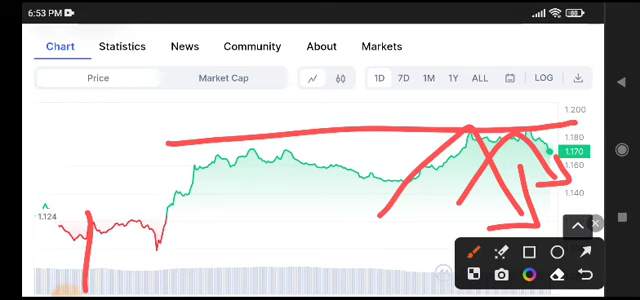 6:53 PM
Chart Statistics News Community About Markets
Price Market Cap 1D 7D 1M 1Y ALL LOG
1.200
1.180
1.170
1.160
1.140
1.124